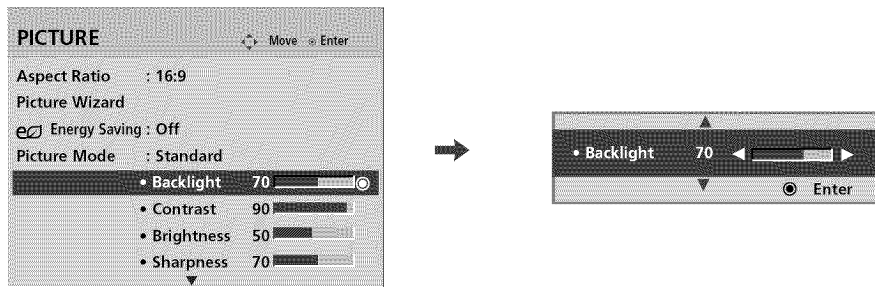 PICTURE
Move Enter
Aspect Ratio : 16:9
Picture Wizard
Energy Saving : Off
Picture Mode : Standard
• Backlight 70
• Contrast 90
• Brightness 50
• Sharpness 70
• Backlight 70
Enter